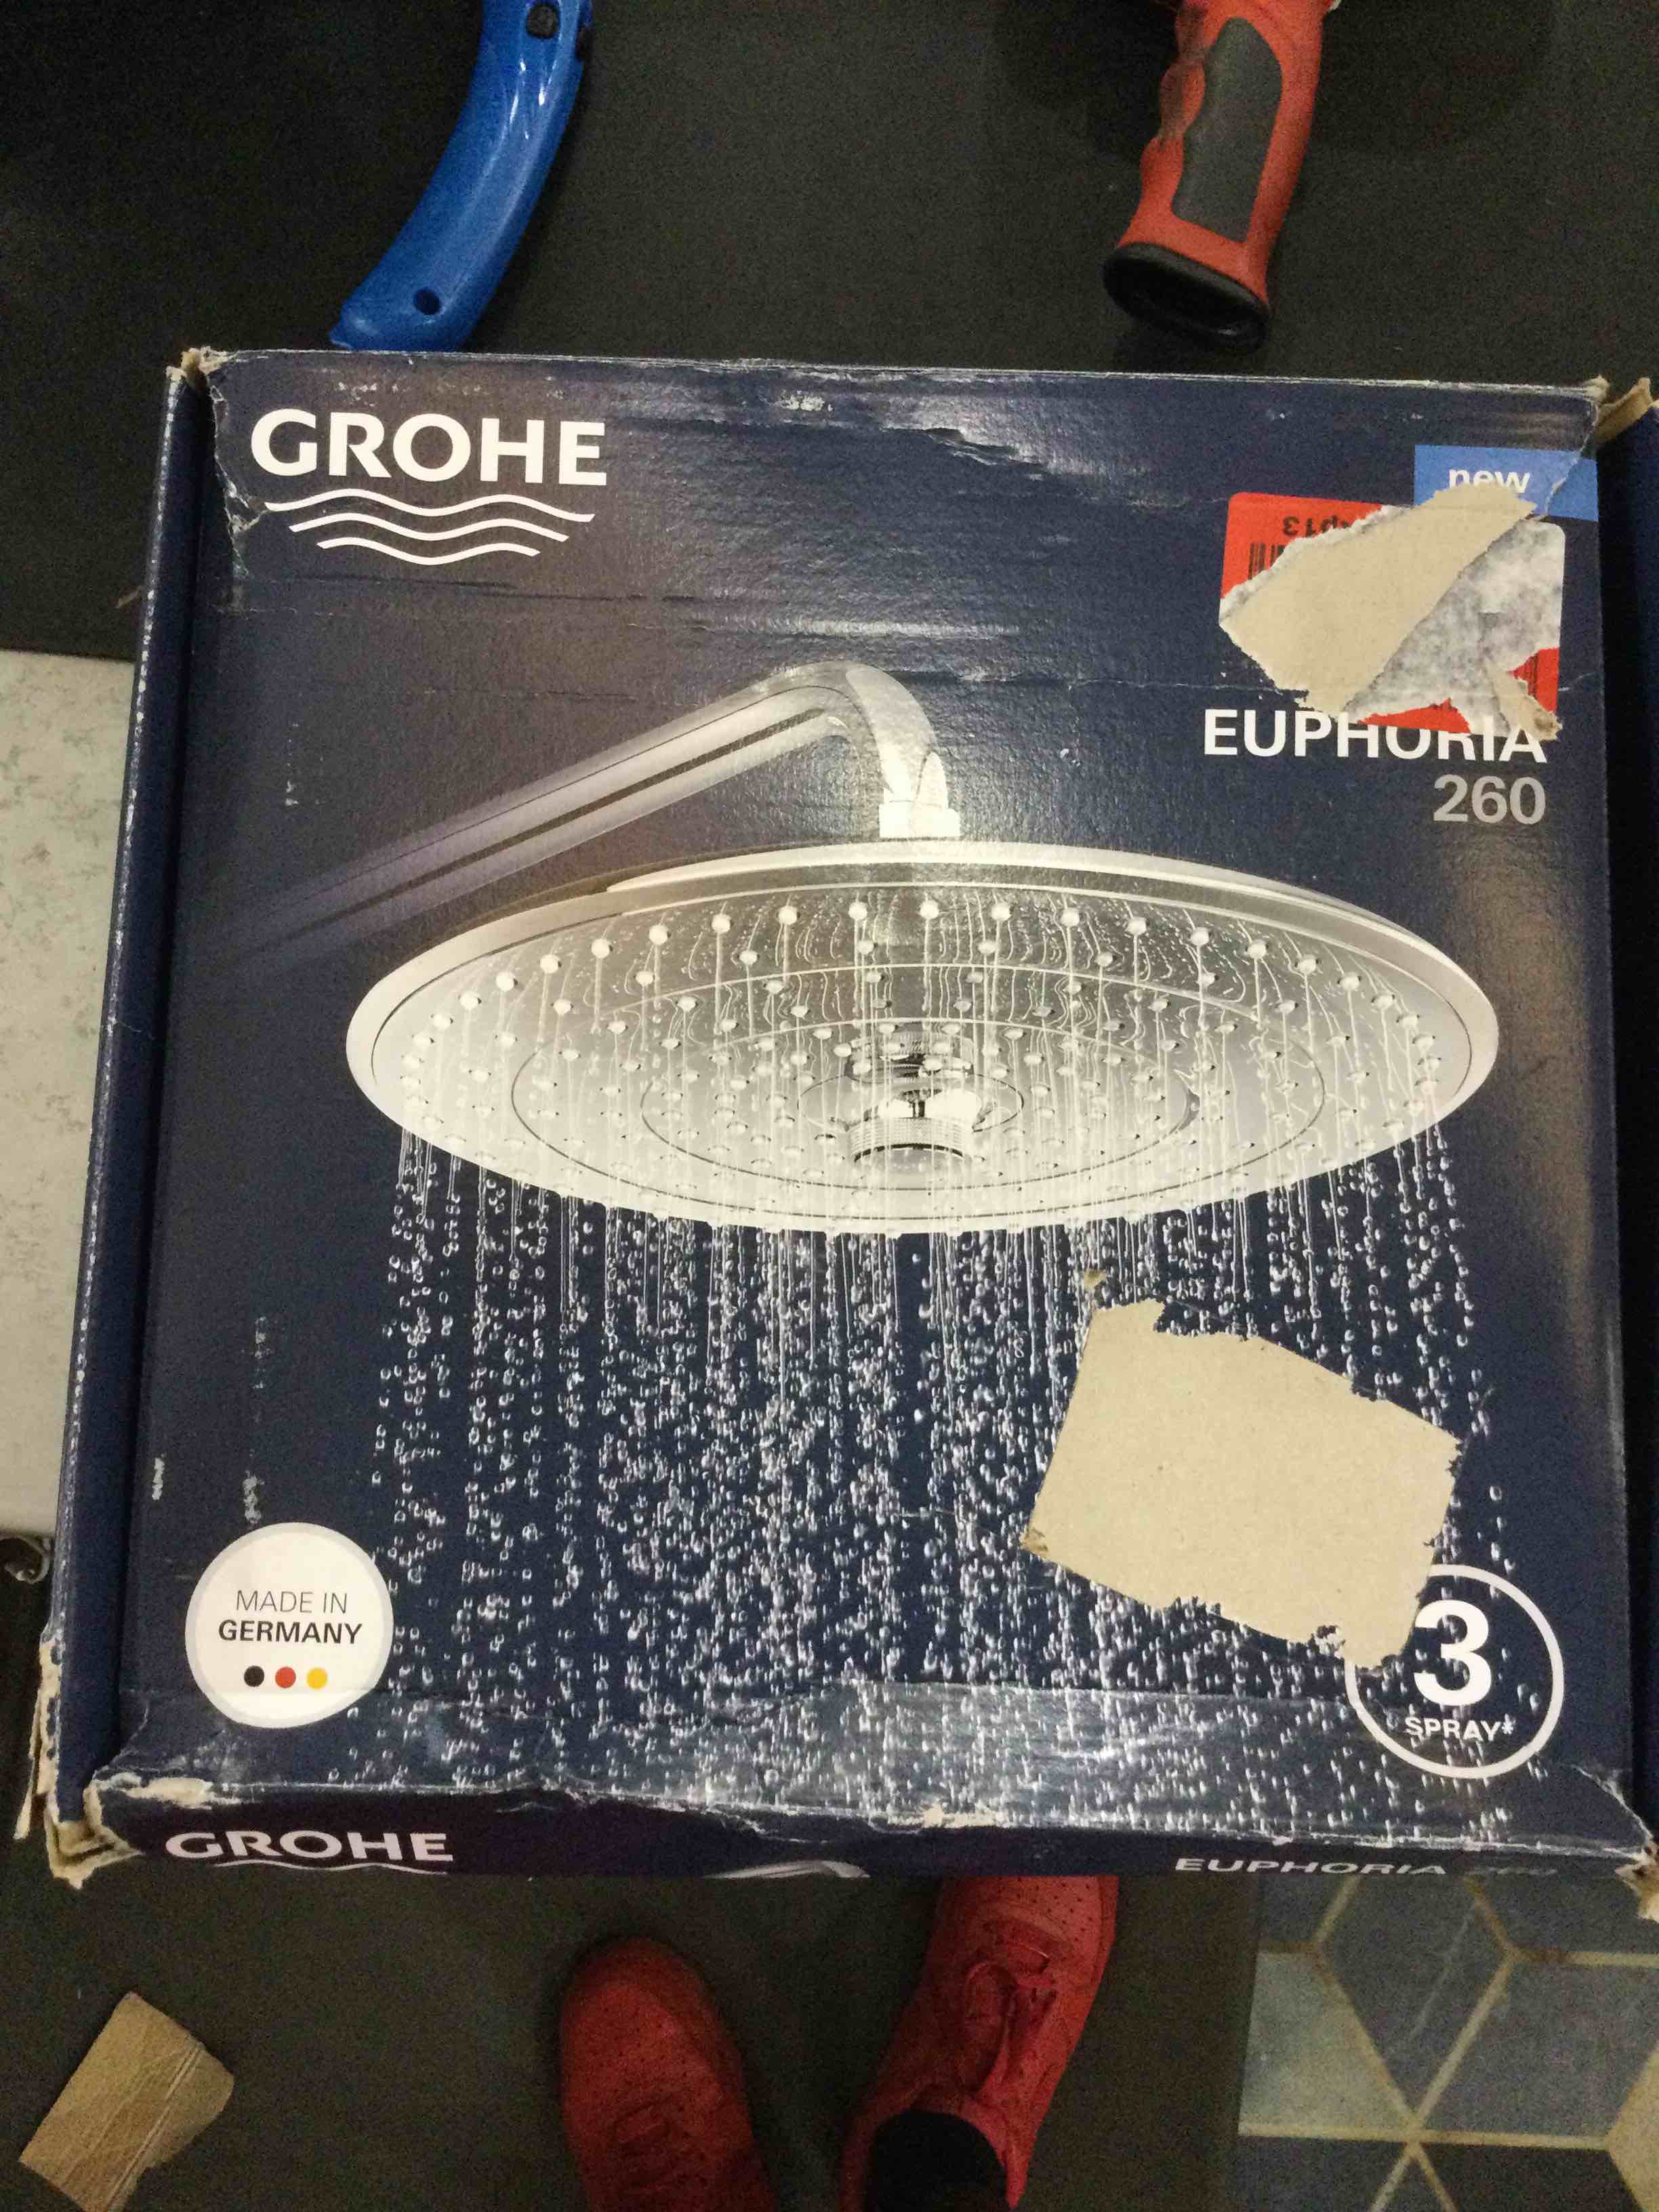 GROHE
new
EUPHORIA
260
MADE IN
GERMANY
3
SPRAY*
GROHE
EUPHORIA